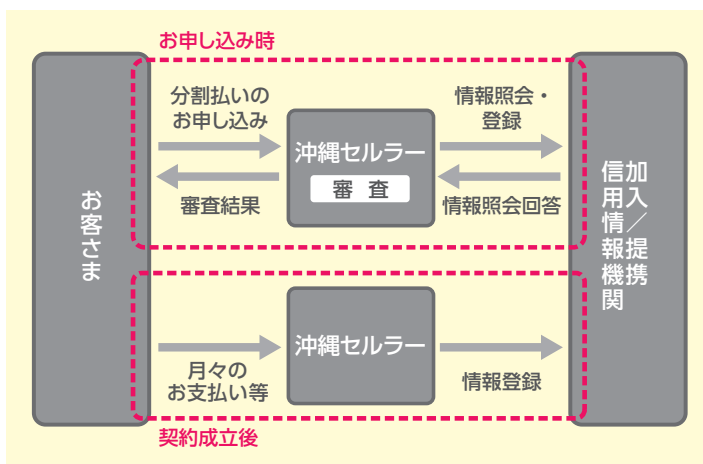 お申し込み時
お客さま
分割払いの
お申し込み
審査結果
沖縄セルラー
審 査
情報照会・
登録
情報照会回答
加入／提携
信用情報機関
月々の
お支払い等
沖縄セルラー
情報登録
契約成立後